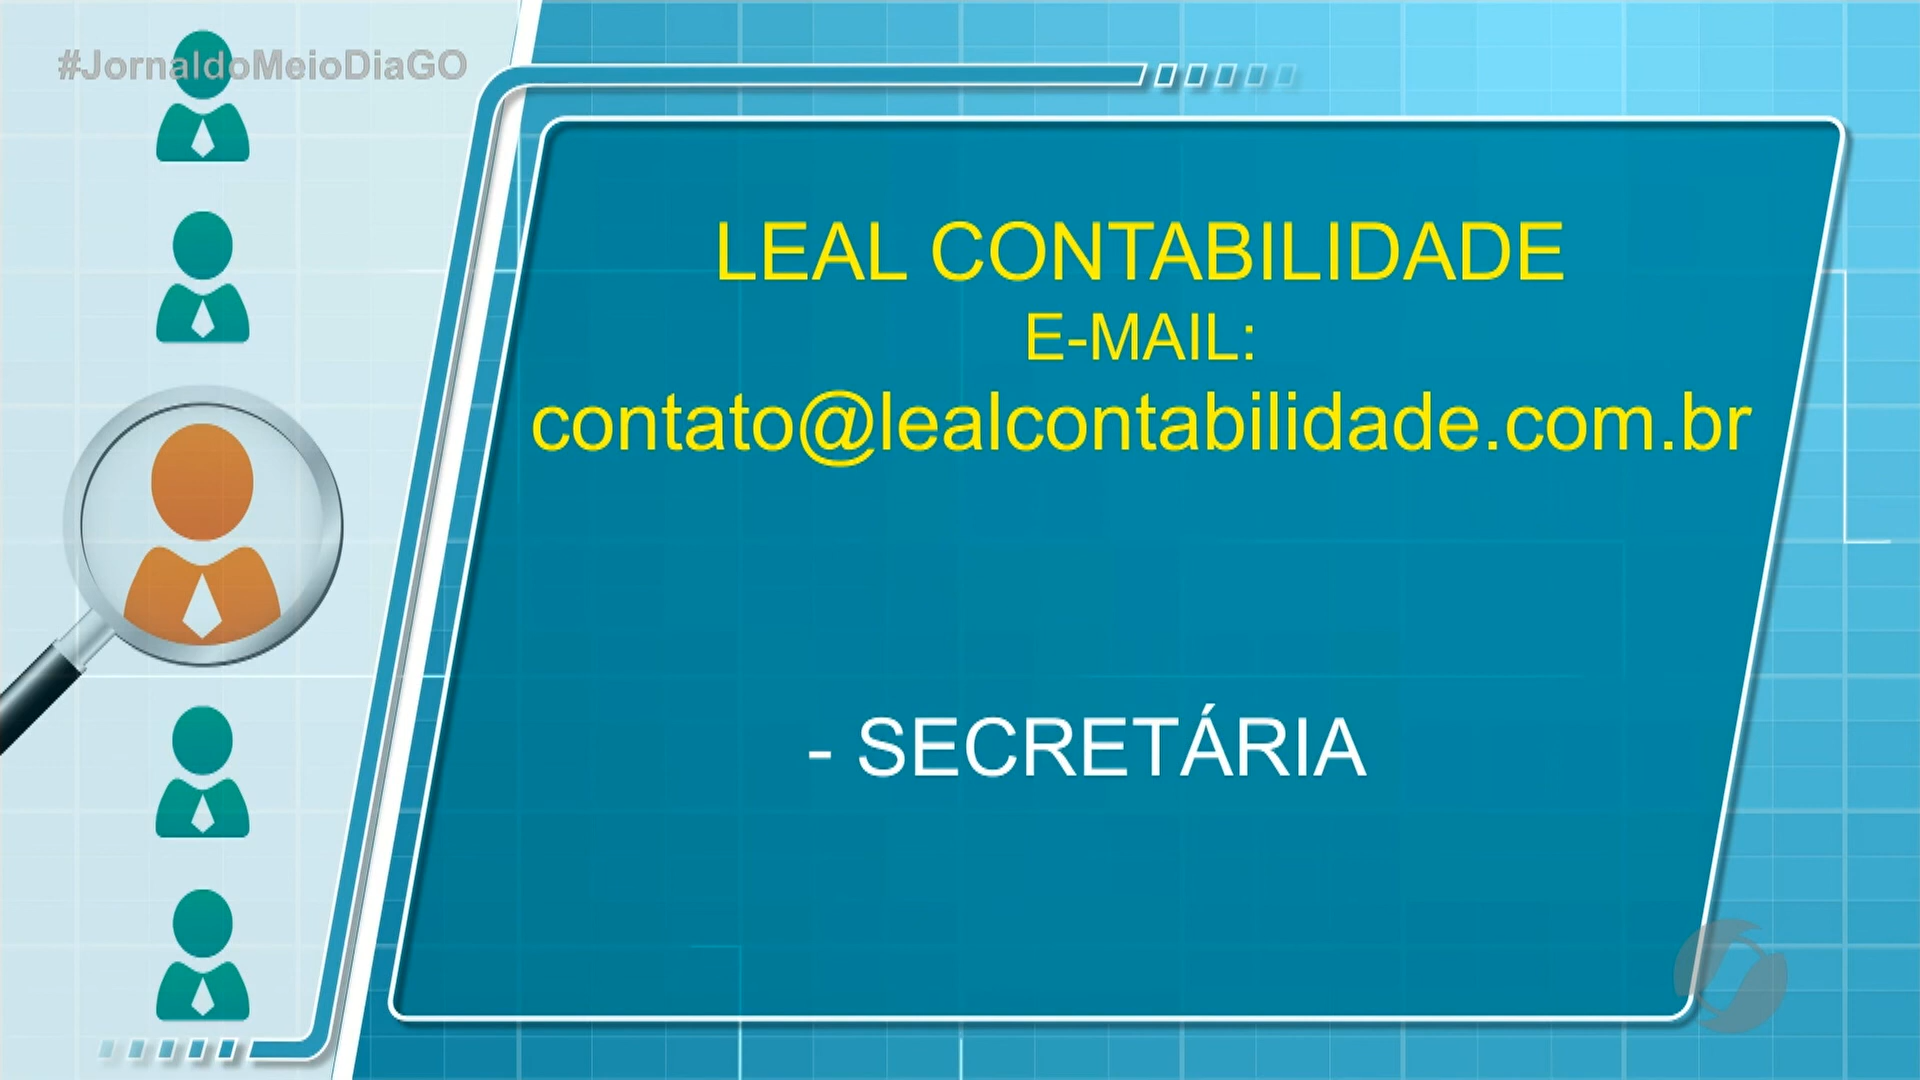 #JornaldoMeioDiaGO
LEAL CONTABILIDADE
E-MAIL:
contato@lealcontabilidade.com.br
- SECRETÁRIA